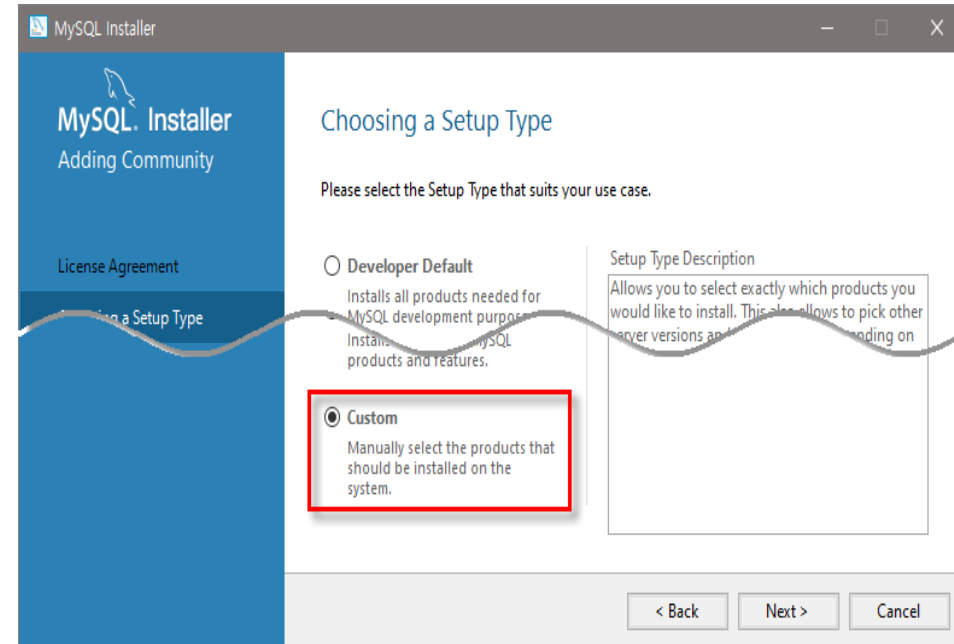 MySQL Installer
MySQL. Installer
Adding Community
License Agreement
a Setup Type
Choosing a Setup Type
Please select the Setup Type that suits your use case.
Developer Default
Installs all products needed for
MySQL development
products and features.
Custom
Manually select the products that
should be installed on the
system.
Setup Type Description
Allows you to select exactly which products you
would like to install. This also allows to pick other
server versions on
< Back
Next >
Cancel